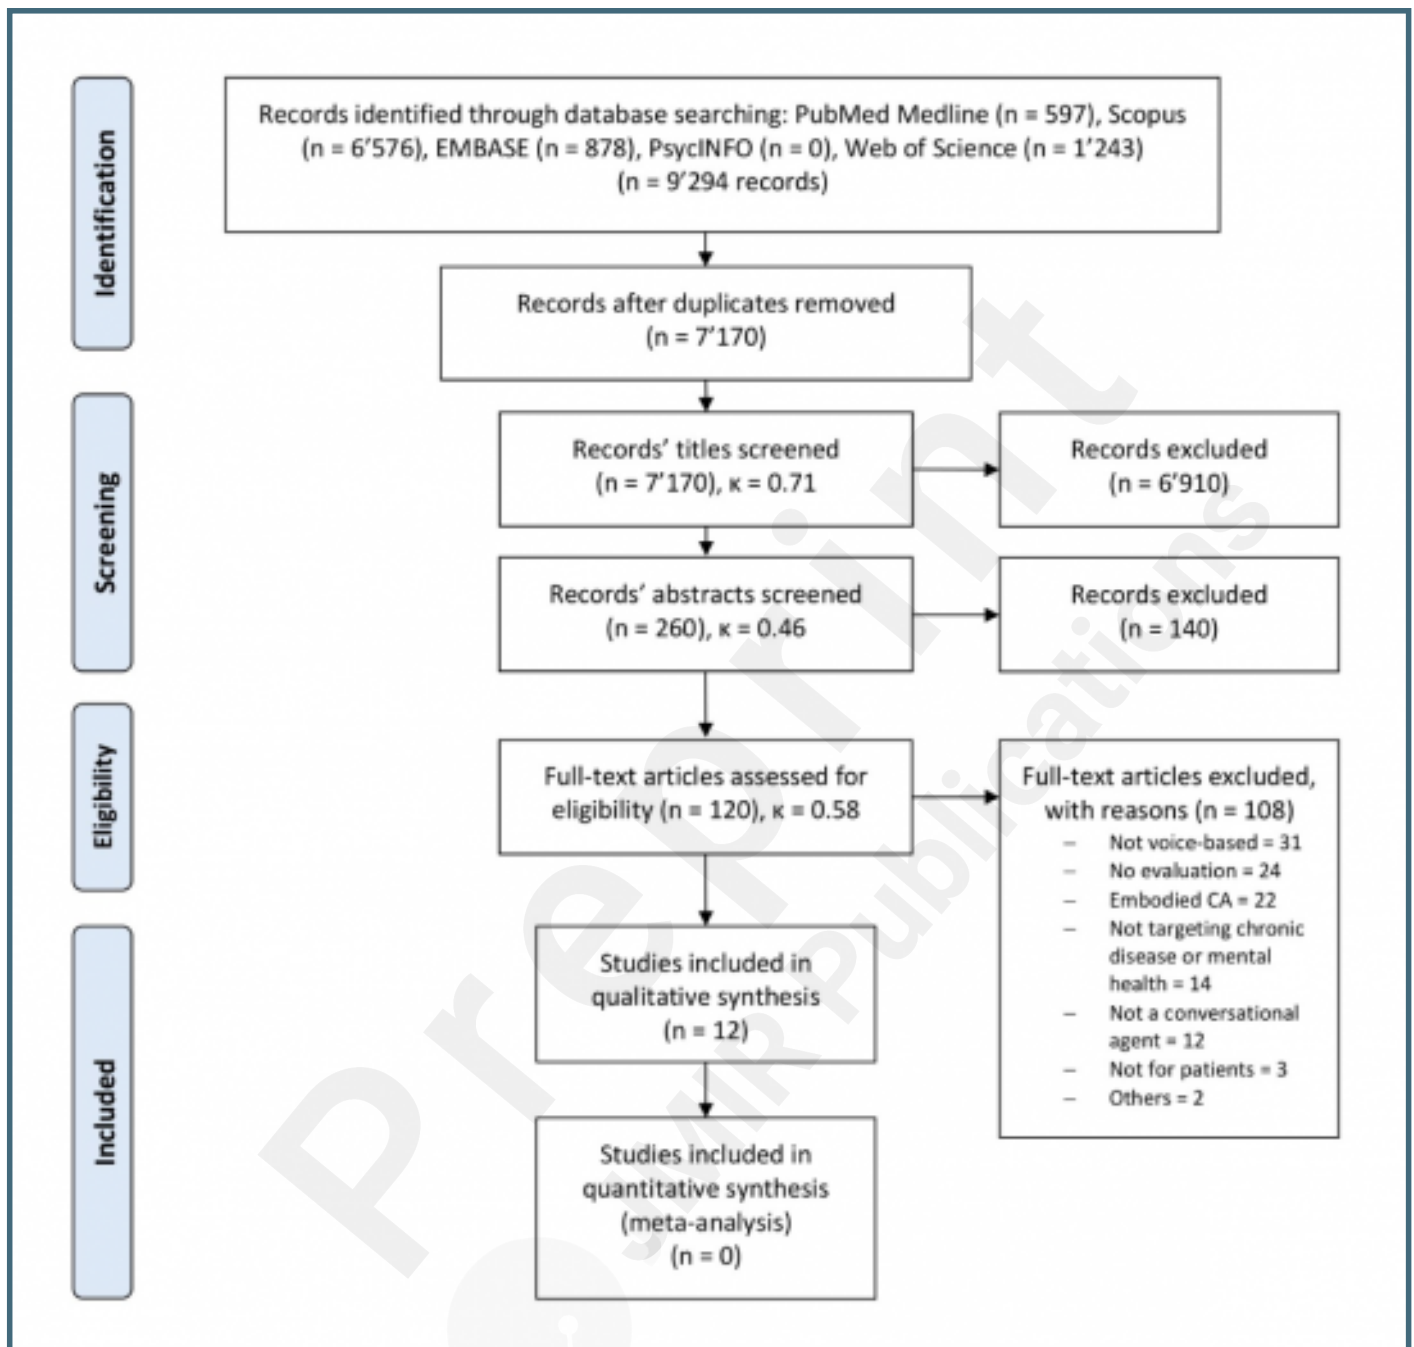 Identification
Records identified through database searching: PubMed Medline (n = 597), Scopus
(n = 6’576), EMBASE (n = 878), PsycINFO (n = 0), Web of Science (n = 1’243)
(n = 9’294 records)
Records after duplicates removed
(n = 7’170)
Screening
Records’ titles screened
(n = 7’170), κ = 0.71
Records excluded
(n = 6’910)
Records’ abstracts screened
(n = 260), κ = 0.46
Records excluded
(n = 140)
Eligibility
Full-text articles assessed for
eligibility (n = 120), κ = 0.58
Full-text articles excluded,
with reasons (n = 108)
– Not voice-based = 31
– No evaluation = 24
– Embodied CA = 22
– Not targeting chronic
disease or mental
health = 14
– Not a conversational
agent = 12
– Not for patients = 3
– Others = 2
Included
Studies included in
qualitative synthesis
(n = 12)
Studies included in
quantitative synthesis
(meta-analysis)
(n = 0)
Preprint
JMIR Publications